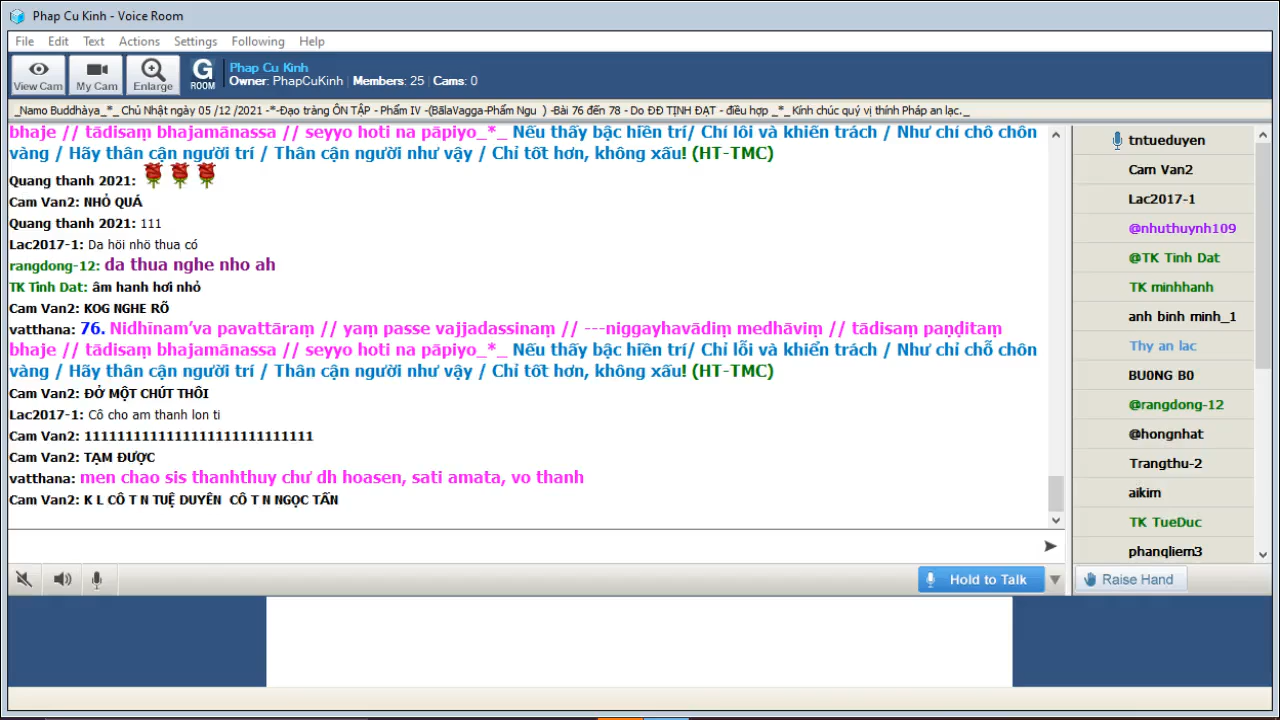 Phap Cu Kinh - Voice Room
File Edit Text Actions Settings Following Help
View Cam My Cam Enlarge G ROOM
Phap Cu Kinh
Owner: PhapCuKinh | Members: 25 | Cams: 0
_Namo Buddhàya_*_ Chủ Nhật ngày 05 /12 /2021 -*-Đạo tràng ÔN TẬP - Phẩm IV -(BãlaVagga-Phẩm Ngu ) -Bài 76 đến 78 - Do ĐĐ TỊNH ĐẠT - điều hợp _*_Kính chúc quý vị thính Pháp an lạc._
bhaje // tādisaṃ bhajamānassa // seyyo hoti na pāpiyo_*_ Nếu thấy bậc hiền trí/ Chỉ lỗi và khiển trách / Như chỉ chỗ chôn
vàng / Hãy thân cận người trí / Thân cận người như vậy / Chỉ tốt hơn, không xấu! (HT-TMC)
Quang thanh 2021:
Cam Van2: NHỎ QUÁ
Quang thanh 2021: 111
Lac2017-1: Da hõi nhõ thua có
rangdong-12: da thua nghe nho ah
TK Tinh Dat: âm hanh hơi nhỏ
Cam Van2: KOG NGHE RÕ
vatthana: 76. Nidhīnam’va pavattāraṃ // yaṃ passe vajjadassinaṃ // ---niggayhavādiṃ medhāviṃ // tādisaṃ paṇḍitaṃ
bhaje // tādisaṃ bhajamānassa // seyyo hoti na pāpiyo_*_ Nếu thấy bậc hiền trí/ Chỉ lỗi và khiển trách / Như chỉ chỗ chôn
vàng / Hãy thân cận người trí / Thân cận người như vậy / Chỉ tốt hơn, không xấu! (HT-TMC)
Cam Van2: ĐỞ MỘT CHÚT THÔI
Lac2017-1: Cô cho am thanh lon ti
Cam Van2: 1111111111111111111111111111
Cam Van2: TẠM ĐƯỢC
vatthana: men chao sis thanhthuy chư dh hoasen, sati amata, vo thanh
Cam Van2: K L CÔ T N TUỆ DUYÊN CÔ T N NGỌC TẤN
Hold to Talk
tntueduyen
Cam Van2
Lac2017-1
@nhuthuynh109
@TK Tinh Dat
TK minhhanh
anh binh minh_1
Thy an lac
BU0NG B0
@rangdong-12
@hongnhat
Trangthu-2
aikim
TK TueDuc
phanqliem3
Raise Hand